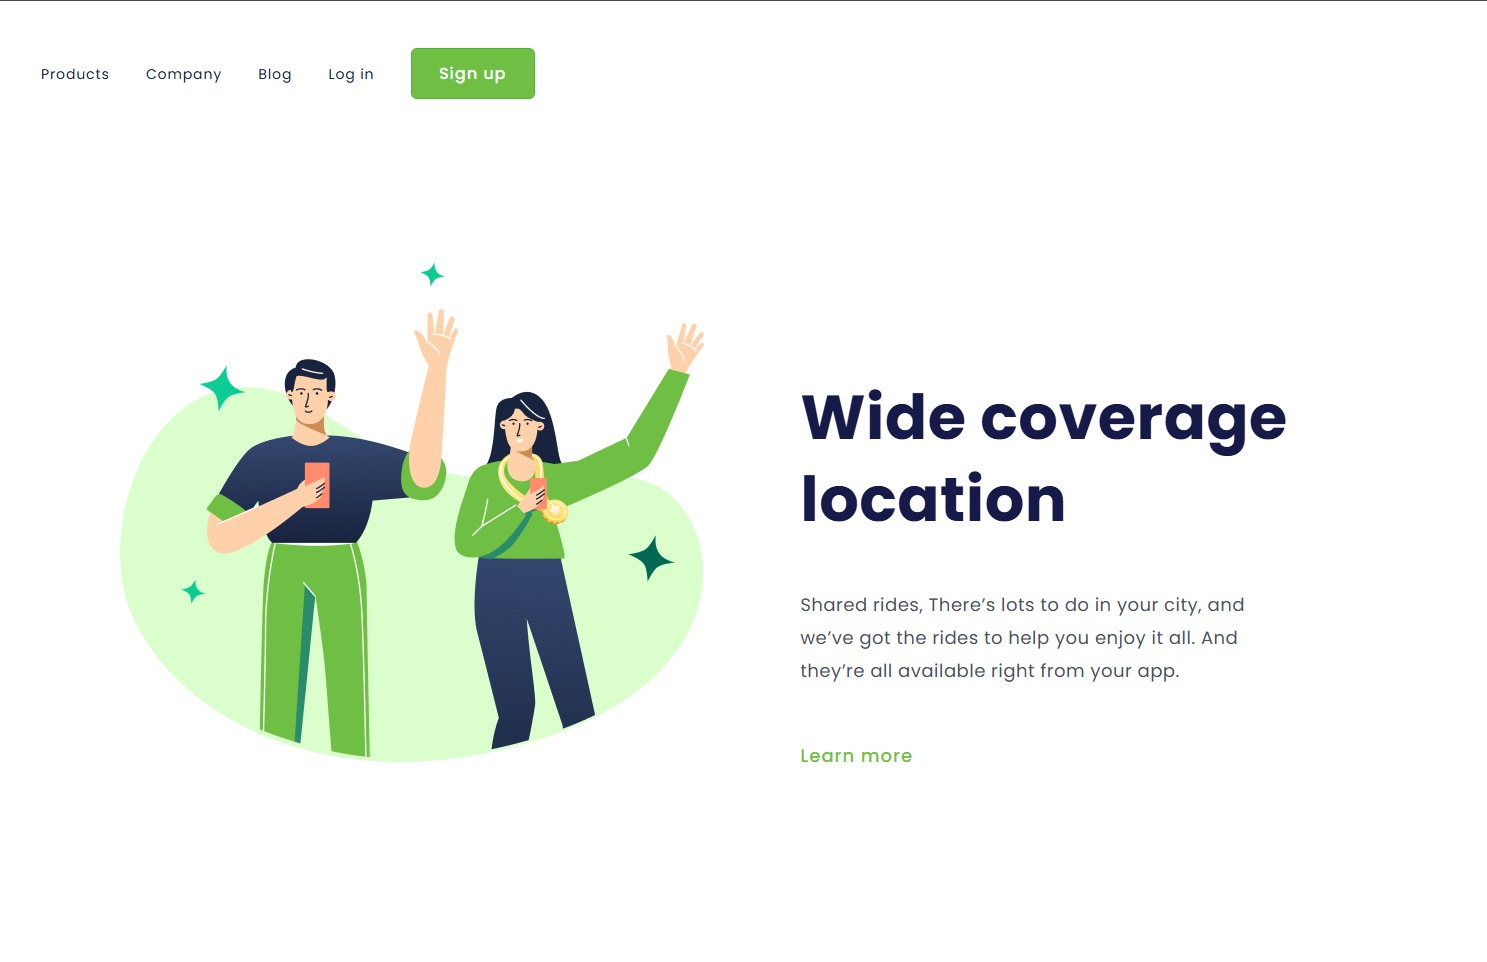 Products Company Blog Log in Sign up
Wide coverage
location
Shared rides, There’s lots to do in your city, and
we’ve got the rides to help you enjoy it all. And
they’re all available right from your app.
Learn more